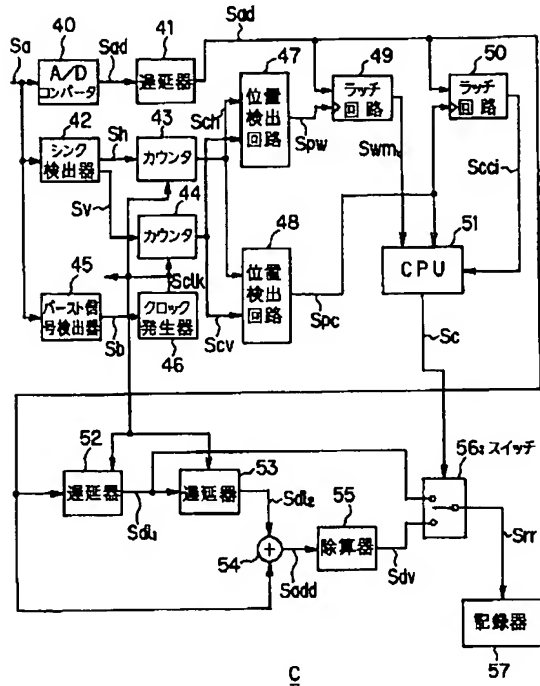 Sa
40
A/D
コンバータ
Sad
41
遅延器
Sad
42
シンク
検出器
Sh
Sv
43
カウンタ
44
カウンタ
Sch
47
位置
検出
回路
Spw
49
ラッチ
回路
Swm
50
ラッチ
回路
Scci
45
バースト信
号検出器
Sb
Sclk
クロック
発生器
46
Scv
48
位置
検出
回路
Spc
51
CPU
Sc
52
遅延器
Sdl1
53
遅延器
Sdl2
54
+
Sadd
55
除算器
Sdv
56:スイッチ
Srr
記録器
57
C